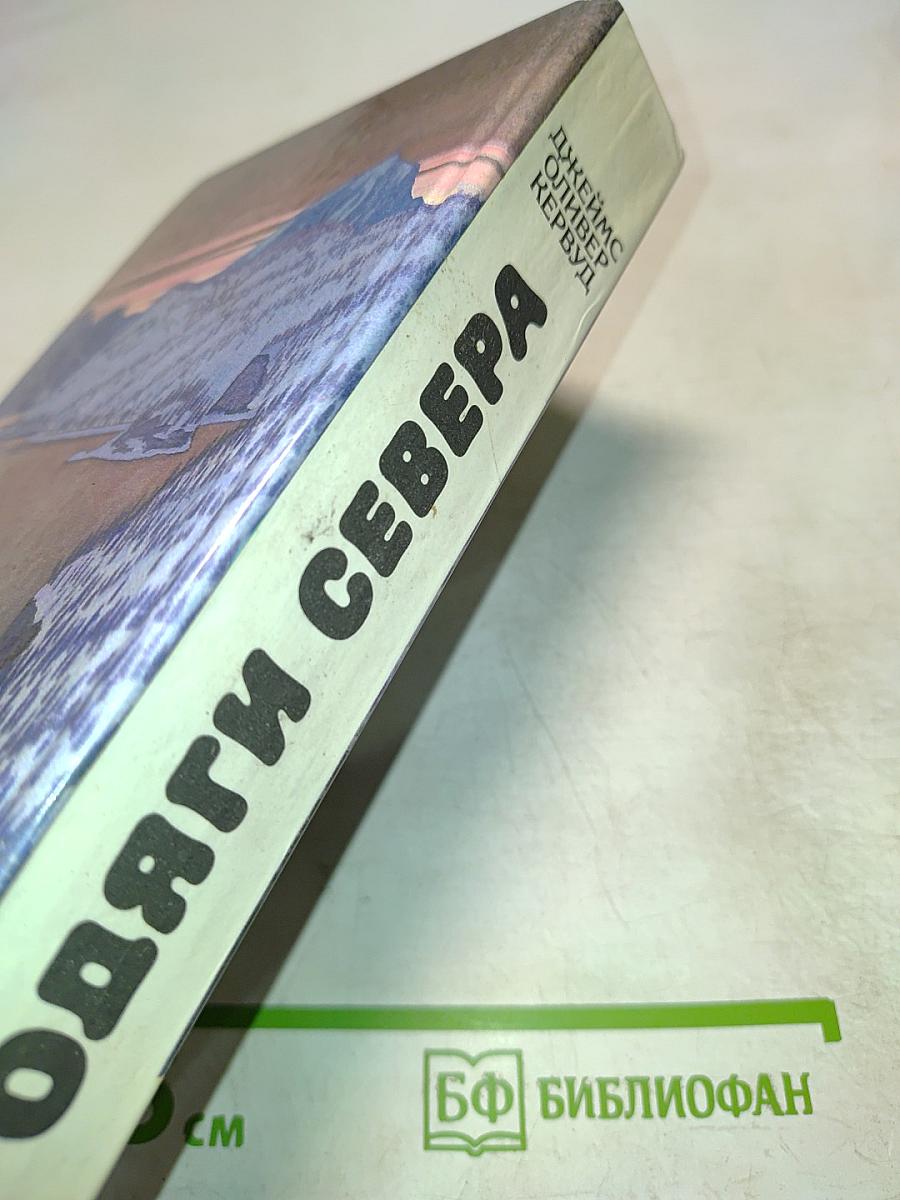 ДЖЕЙМС
ОЛИВЕР
КЕРВУД
ОДЯГИ СЕВЕРА
см
БФ БИБЛИОФАН